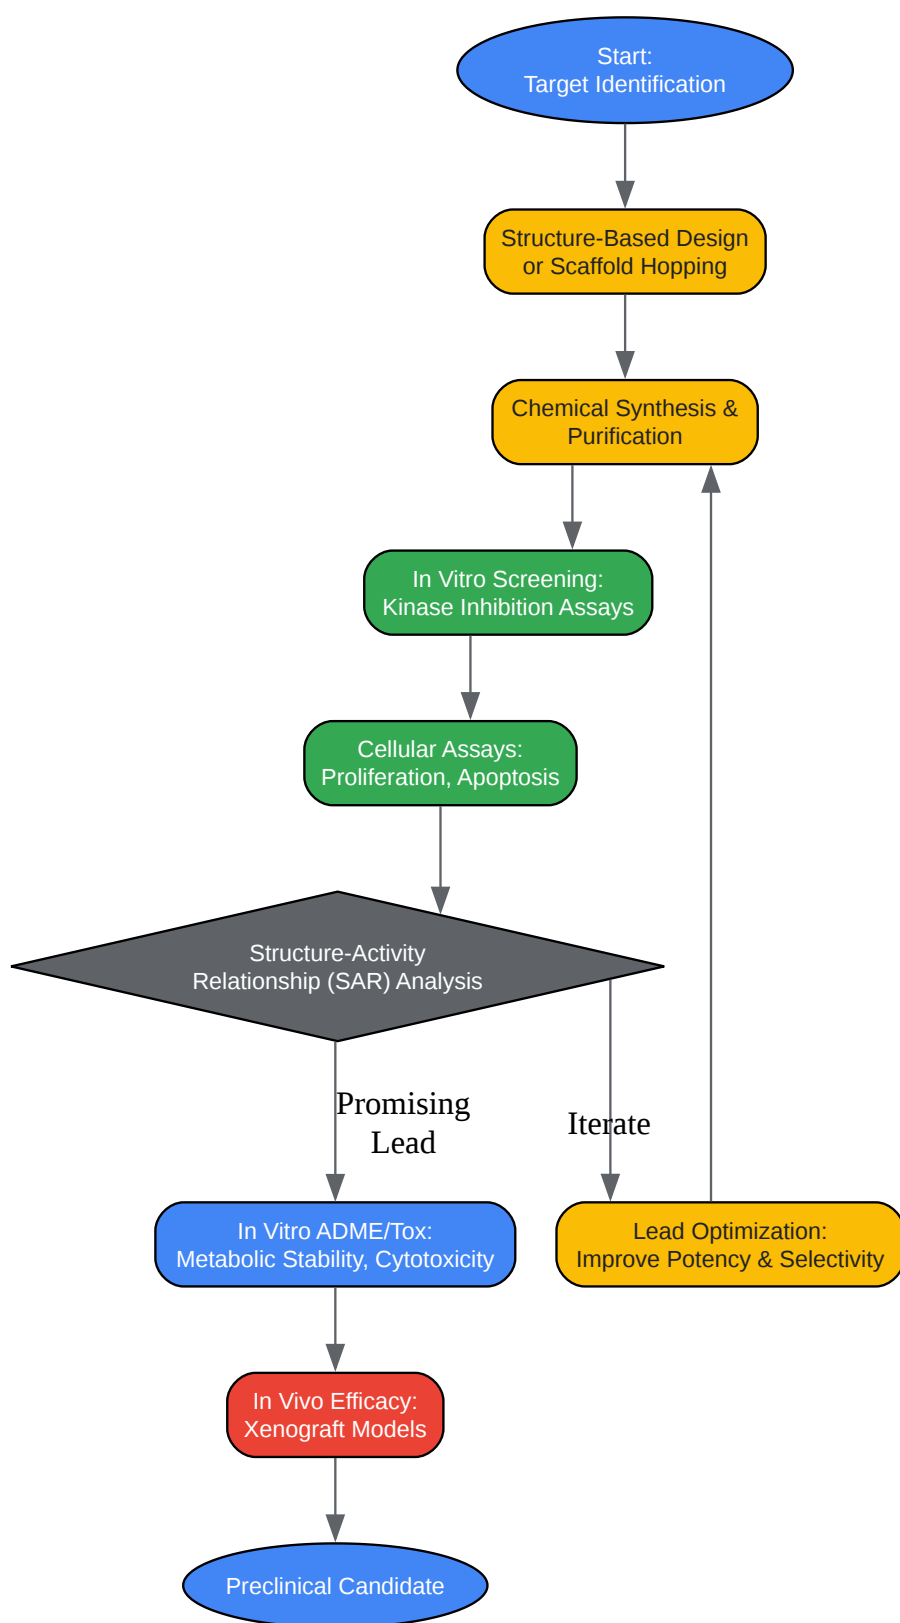 Start:
Target Identification
Structure-Based Design
or Scaffold Hopping
Chemical Synthesis &
Purification
In Vitro Screening:
Kinase Inhibition Assays
Cellular Assays:
Proliferation, Apoptosis
Structure-Activity
Relationship (SAR) Analysis
Promising
Lead
Iterate
In Vitro ADME/Tox:
Metabolic Stability, Cytotoxicity
Lead Optimization:
Improve Potency & Selectivity
In Vivo Efficacy:
Xenograft Models
Preclinical Candidate